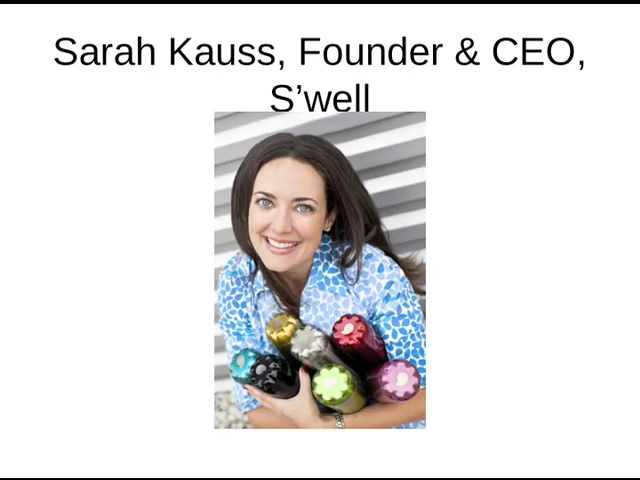 Sarah Kauss, Founder & CEO,
S’well